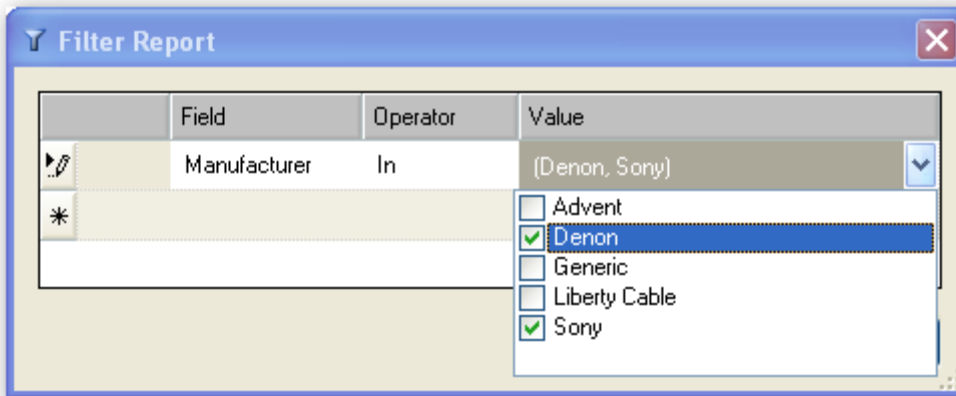 Filter Report
Field Operator Value
Manufacturer In (Denon, Sony)
Advent
Denon
Generic
Liberty Cable
Sony